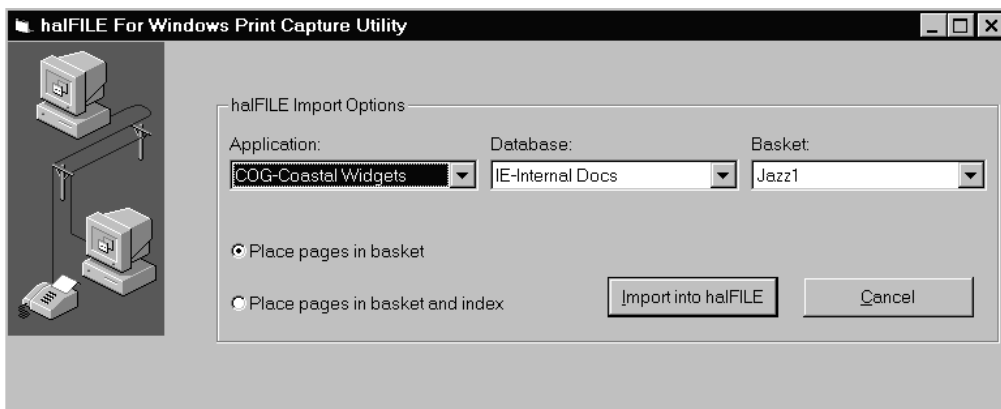 halFILE For Windows Print Capture Utility
halFILE Import Options
Application: Database: Basket:
COG-Coastal Widgets IE-Internal Docs Jazz1
Place pages in basket
Place pages in basket and index Import into halFILE Cancel